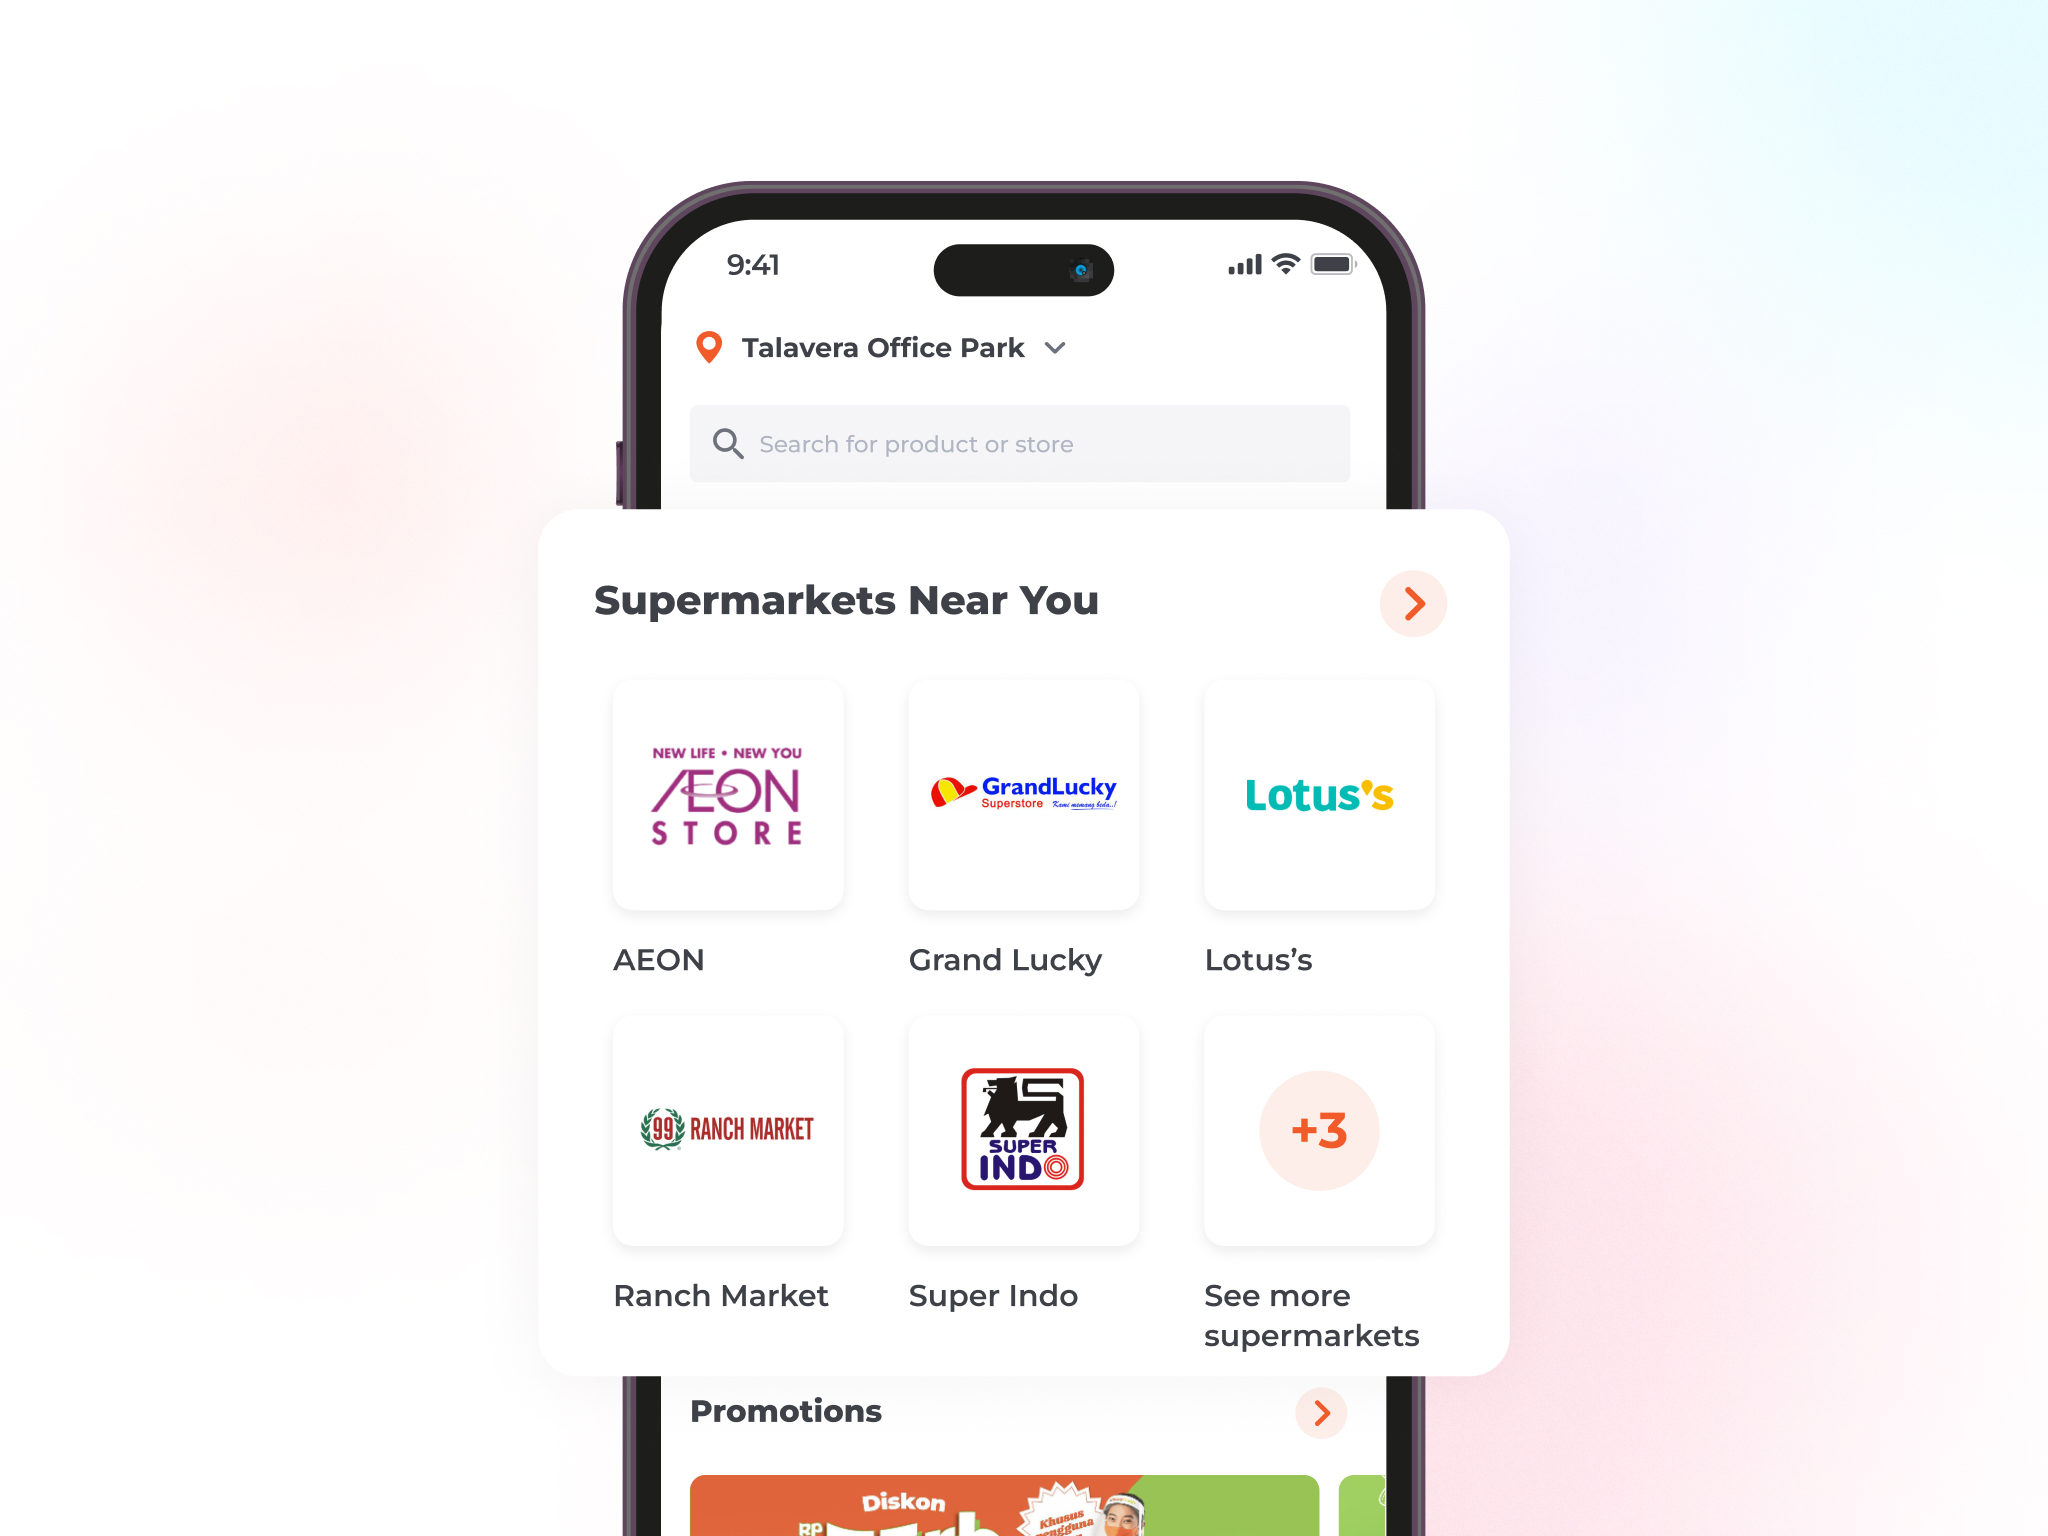 9:41
Talavera Office Park
Search for product or store
Supermarkets Near You
NEW LIFE • NEW YOU
ÆON
STORE
GrandLucky
Superstore Kami memang beda..!
Lotus's
AEON
Grand Lucky
Lotus’s
99 RANCH MARKET
SUPER
INDO
+3
Ranch Market
Super Indo
See more
supermarkets
Promotions
Diskon
RP
Khusus
pengguna